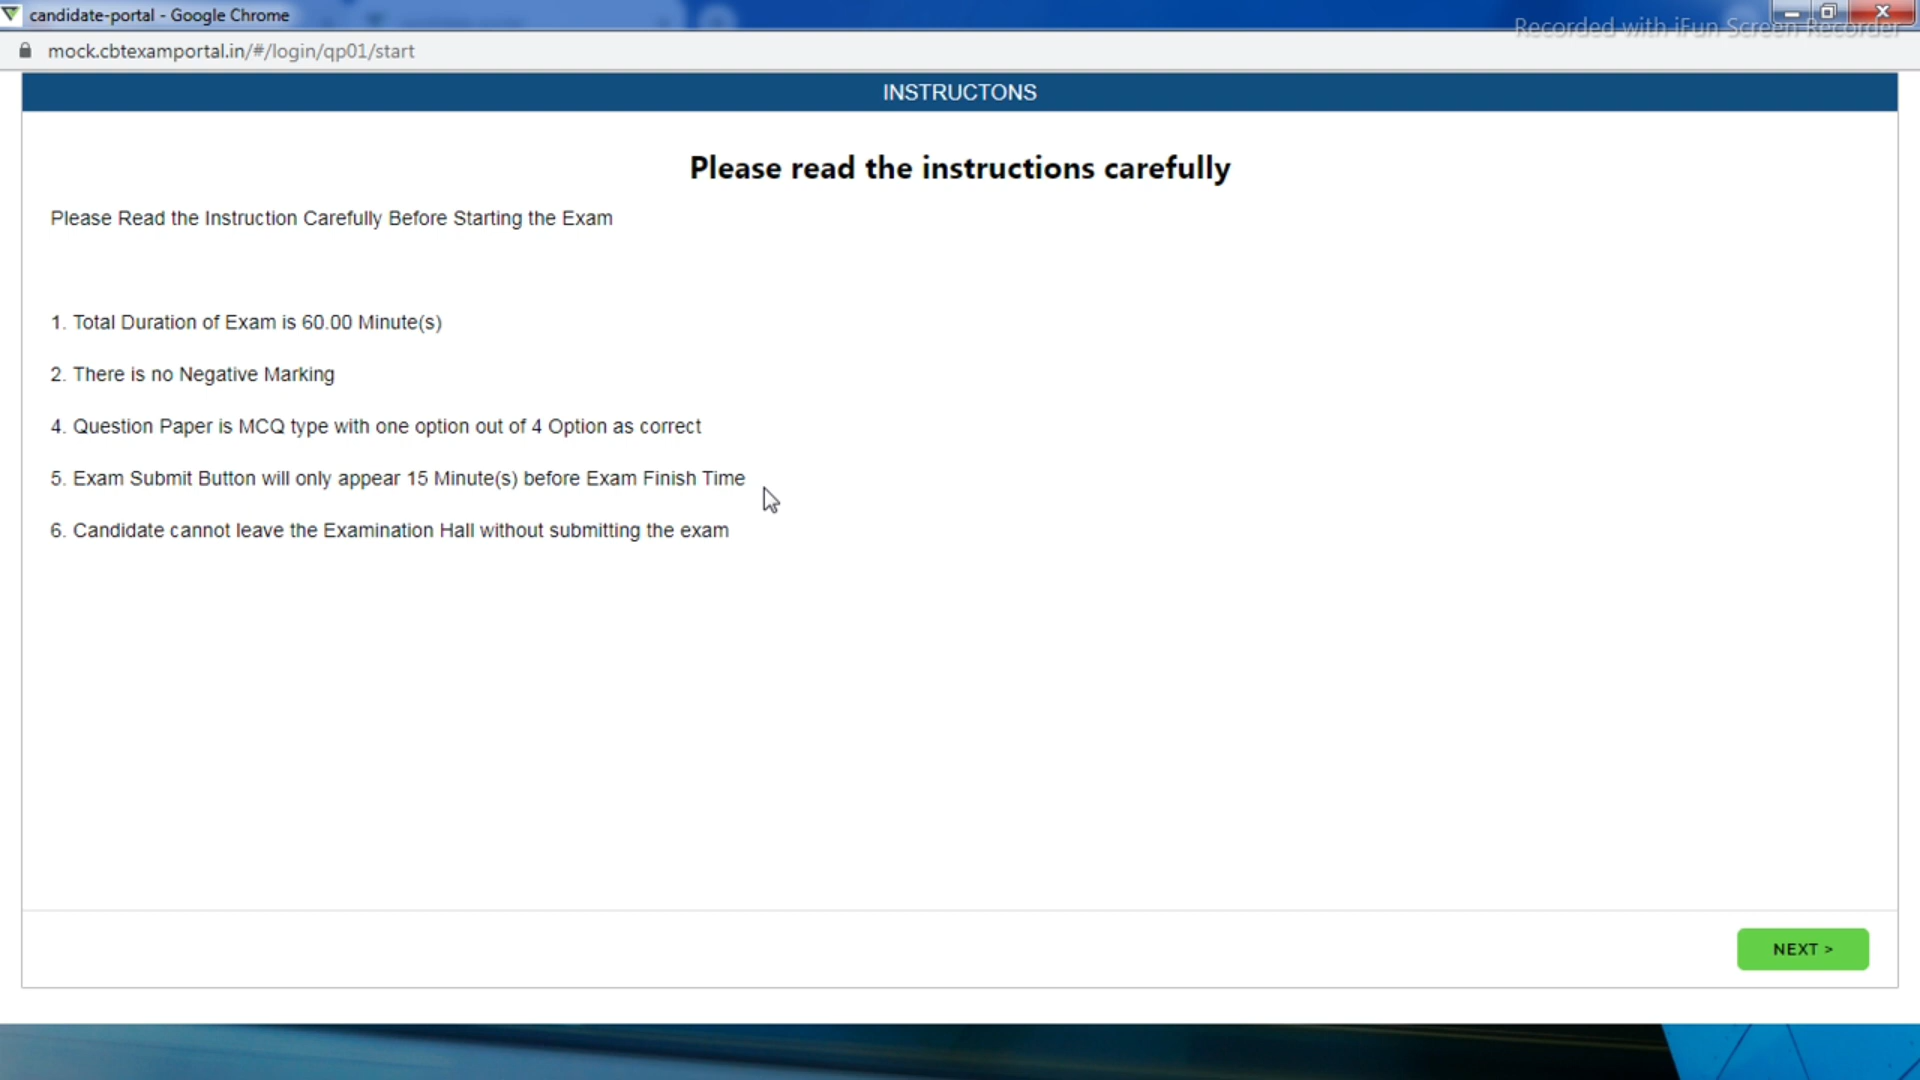 candidate-portal - Google Chrome
Recorded with iFun Screen Recorder
mock.cbtexamportal.in/#/login/qp01/start
INSTRUCTONS
Please read the instructions carefully
Please Read the Instruction Carefully Before Starting the Exam
1. Total Duration of Exam is 60.00 Minute(s)
2. There is no Negative Marking
4. Question Paper is MCQ type with one option out of 4 Option as correct
5. Exam Submit Button will only appear 15 Minute(s) before Exam Finish Time
6. Candidate cannot leave the Examination Hall without submitting the exam
NEXT >